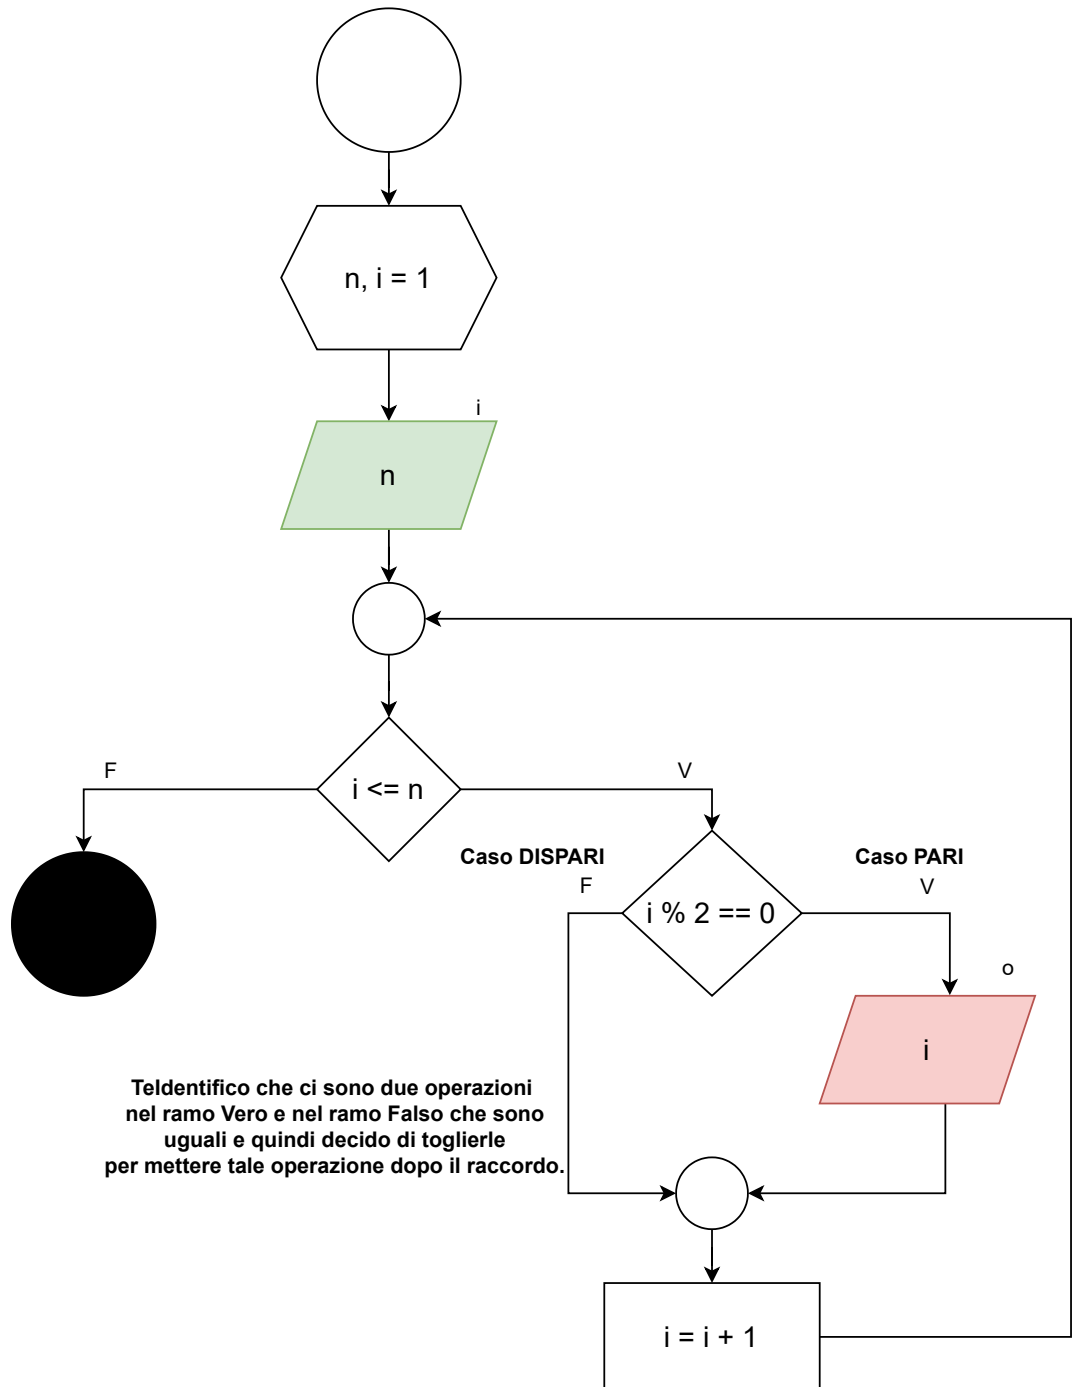 n, i = 1
i
n
i <= n
F
V
Caso DISPARI
F
Caso PARI
V
i % 2 == 0
o
i
TeIdentifico che ci sono due operazioni
nel ramo Vero e nel ramo Falso che sono
uguali e quindi decido di toglierle
per mettere tale operazione dopo il raccordo.
i = i + 1